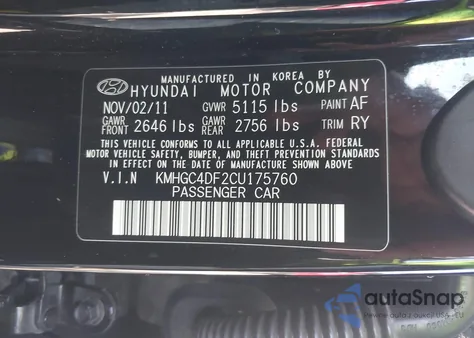 MANUFACTURED IN KOREA BY
HYUNDAI MOTOR COMPANY
NOV/02/11 GVWR 5115 lbs PAINT AF
GAWR FRONT 2646 lbs GAWR REAR 2756 lbs TRIM RY
THIS VEHICLE CONFORMS TO ALL APPLICABLE U.S. FEDERAL
MOTOR VEHICLE SAFETY, BUMPER, AND THEFT PREVENTION STANDARDS
IN EFFECT ON THE DATE OF MANUFACTURE SHOWN ABOVE.
V.I.N KMHGC4DF2CU175760
PASSENGER CAR
autoSnap